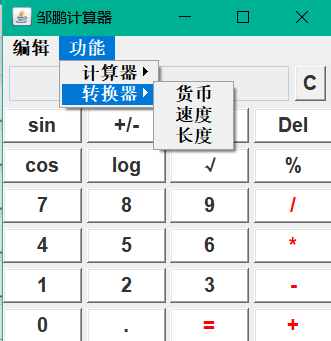 邹鹏计算器
编辑 功能
计算器
转换器
货币
速度
长度
C
sin +/- Del
cos log √ %
7 8 9 /
4 5 6 *
1 2 3 -
0 . = +